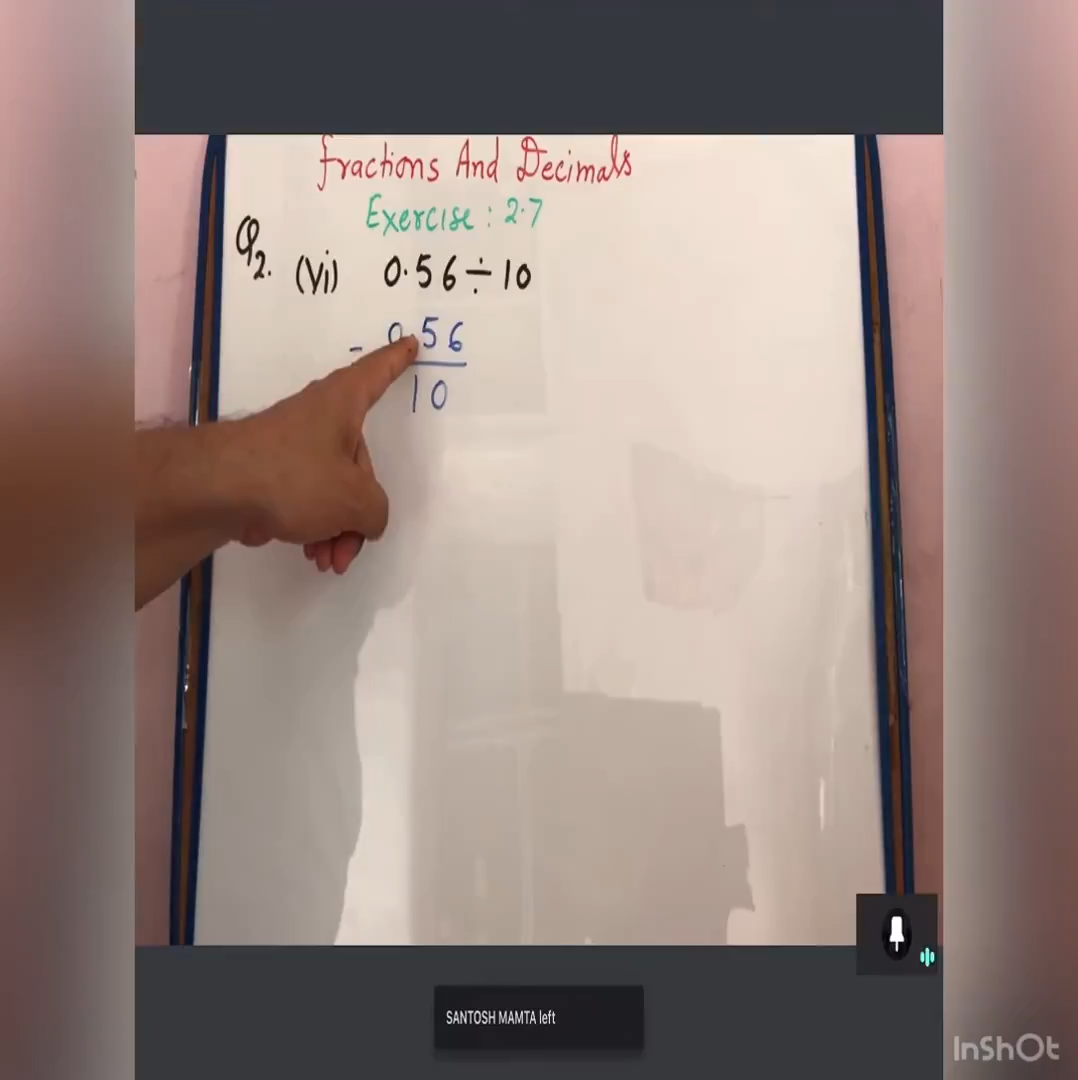 Fractions And Decimals
Exercise : 2.7
Q2. (vi) 0.56 ÷ 10
= 0.56
10
SANTOSH MAMTA left
InShOt